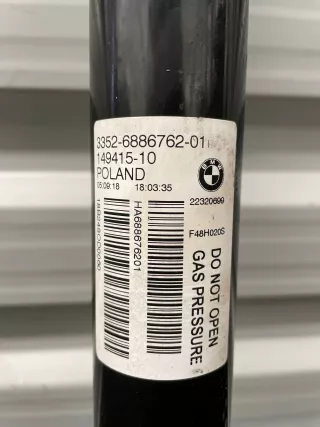 3352-6886762-01
149415-10
POLAND
05:09:18 18:03:35
BMW
22320699
F48H020S
HA688676201
DO NOT OPEN
GAS PRESSURE